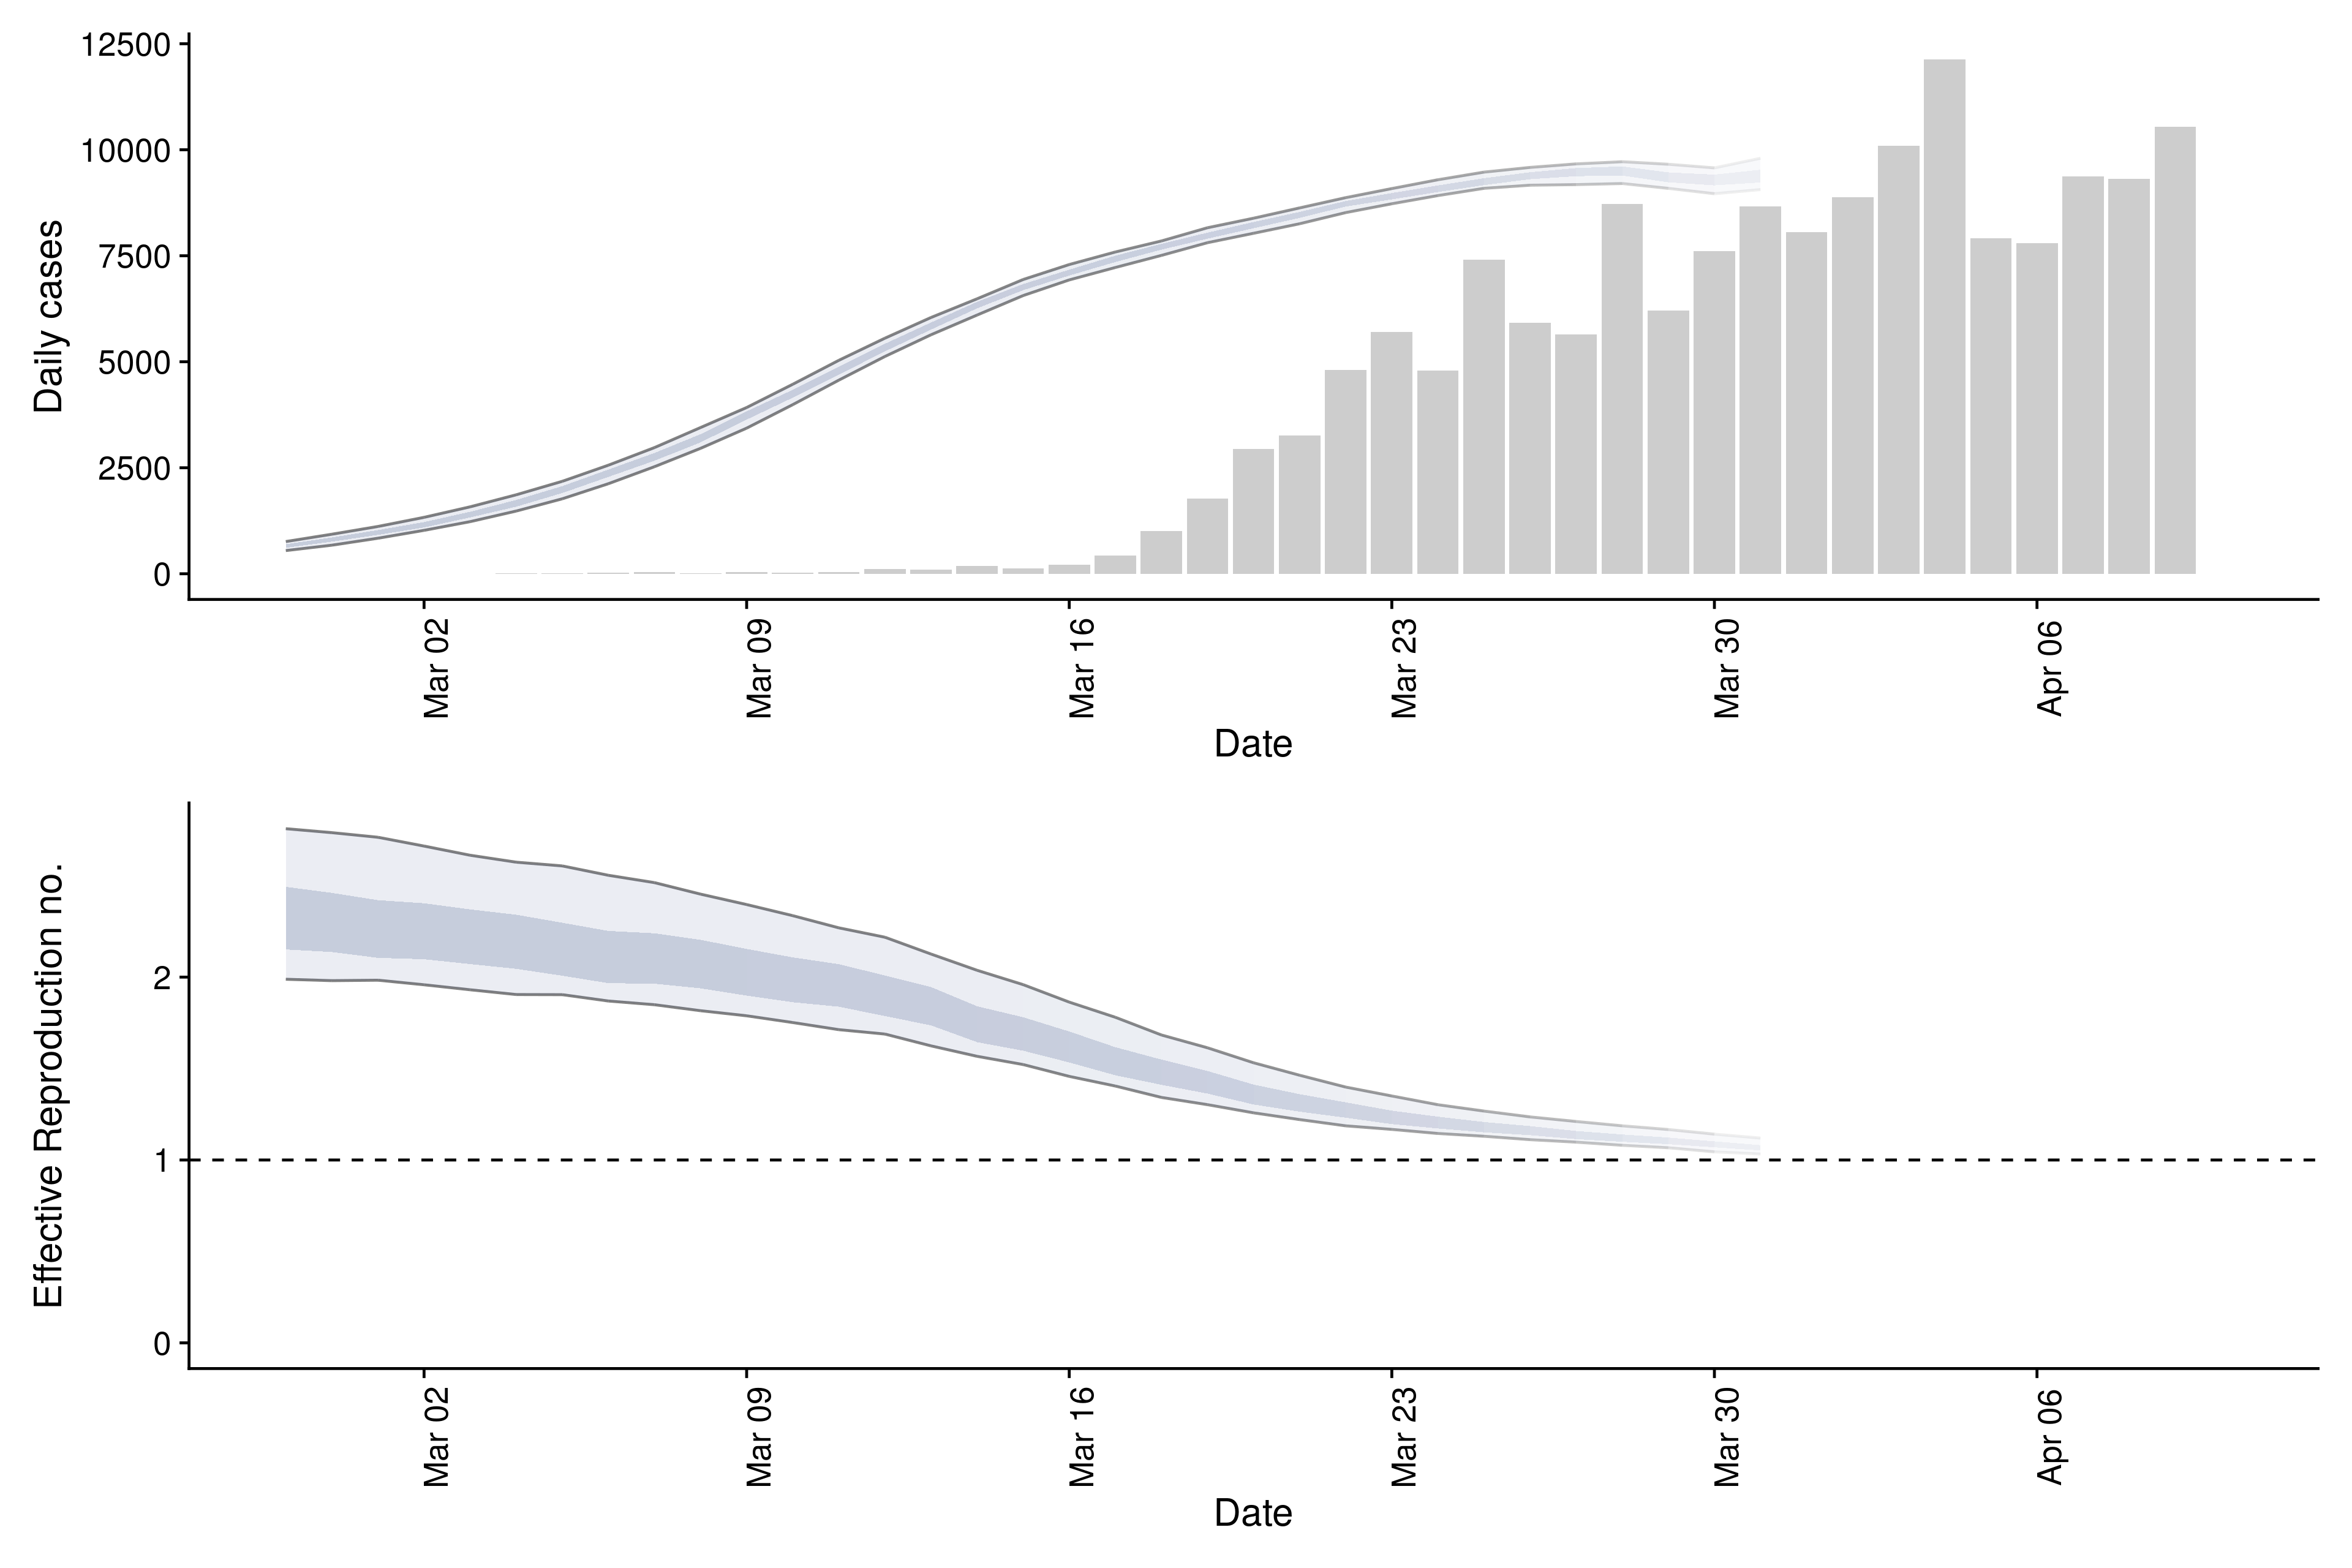 12500
10000
7500
5000
2500
0
Daily cases
Mar 02
Mar 09
Mar 16
Mar 23
Mar 30
Apr 06
Date
2
1
0
Effective Reproduction no.
Mar 02
Mar 09
Mar 16
Mar 23
Mar 30
Apr 06
Date